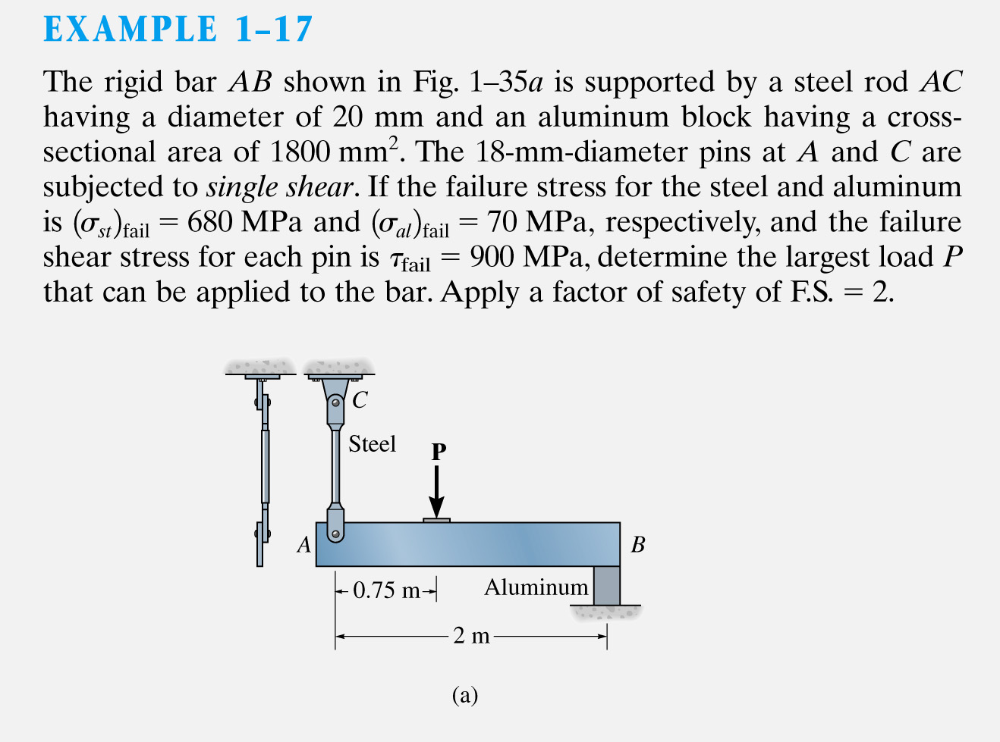 EXAMPLE 1–17
The rigid bar AB shown in Fig. 1–35a is supported by a steel rod AC
having a diameter of 20 mm and an aluminum block having a cross-
sectional area of 1800 mm². The 18-mm-diameter pins at A and C are
subjected to single shear. If the failure stress for the steel and aluminum
is (σst)fail = 680 MPa and (σal)fail = 70 MPa, respectively, and the failure
shear stress for each pin is τfail = 900 MPa, determine the largest load P
that can be applied to the bar. Apply a factor of safety of F.S. = 2.
C
Steel
P
A
B
0.75 m
Aluminum
2 m
(a)